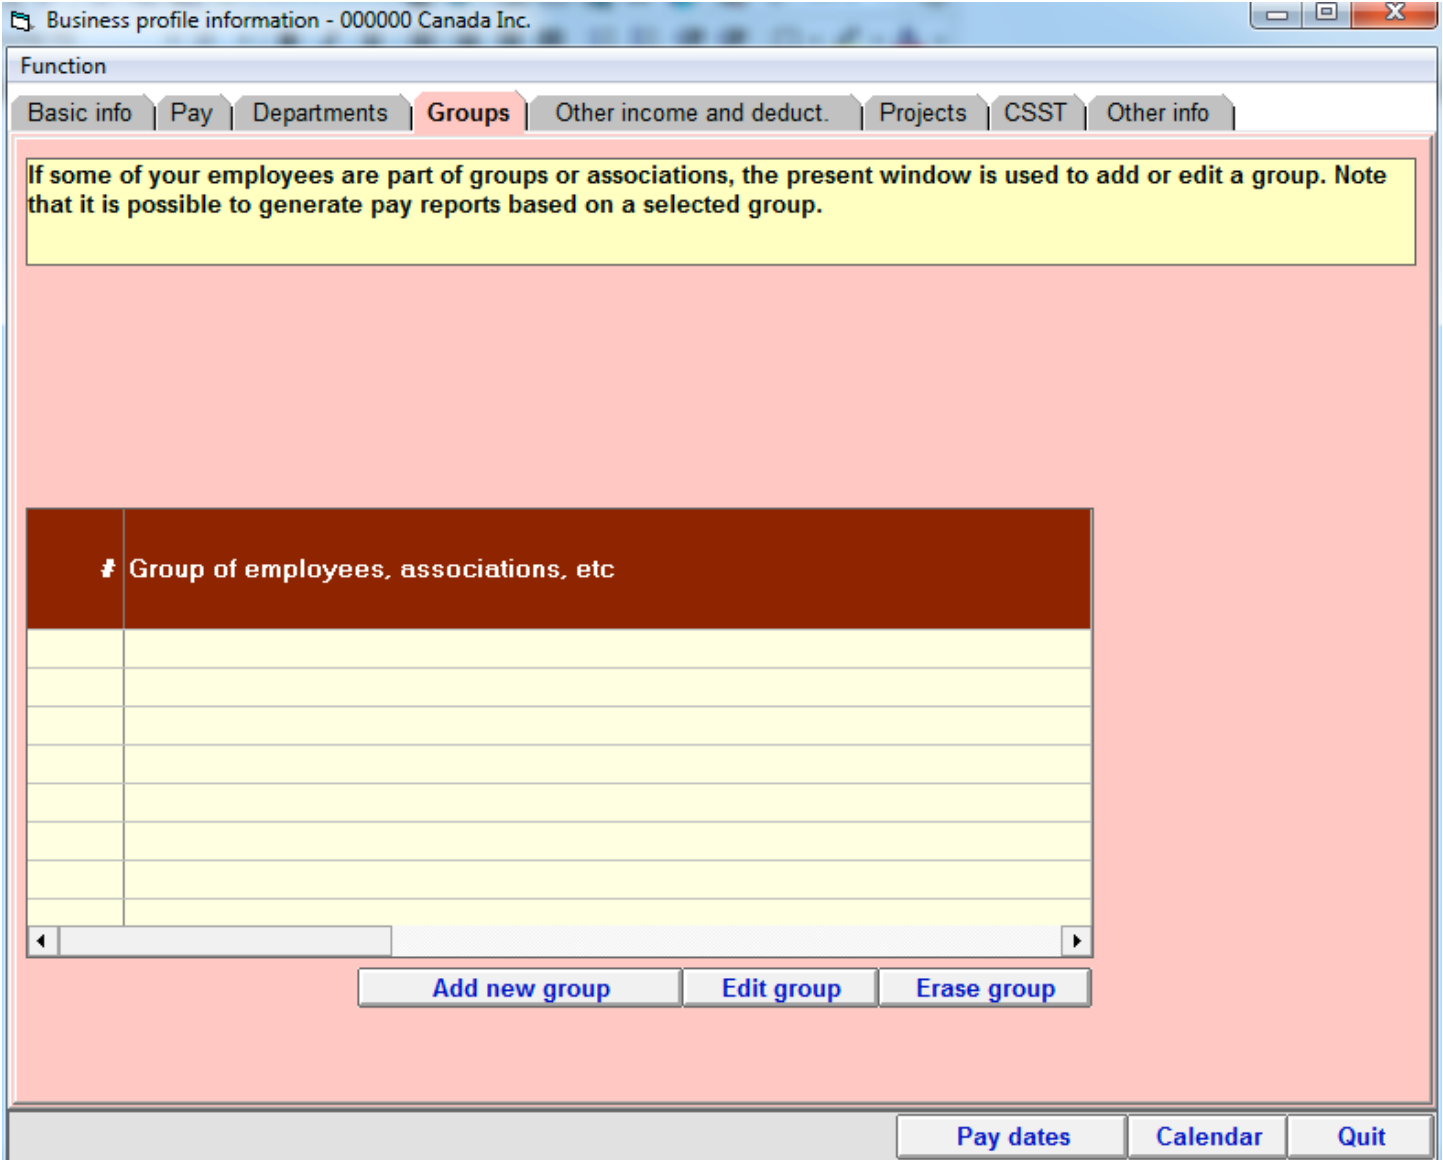 Business profile information - 000000 Canada Inc.
Function
Basic info Pay Departments Groups Other income and deduct. Projects CSST Other info
If some of your employees are part of groups or associations, the present window is used to add or edit a group. Note
that it is possible to generate pay reports based on a selected group.
# Group of employees, associations, etc
Add new group Edit group Erase group
Pay dates Calendar Quit